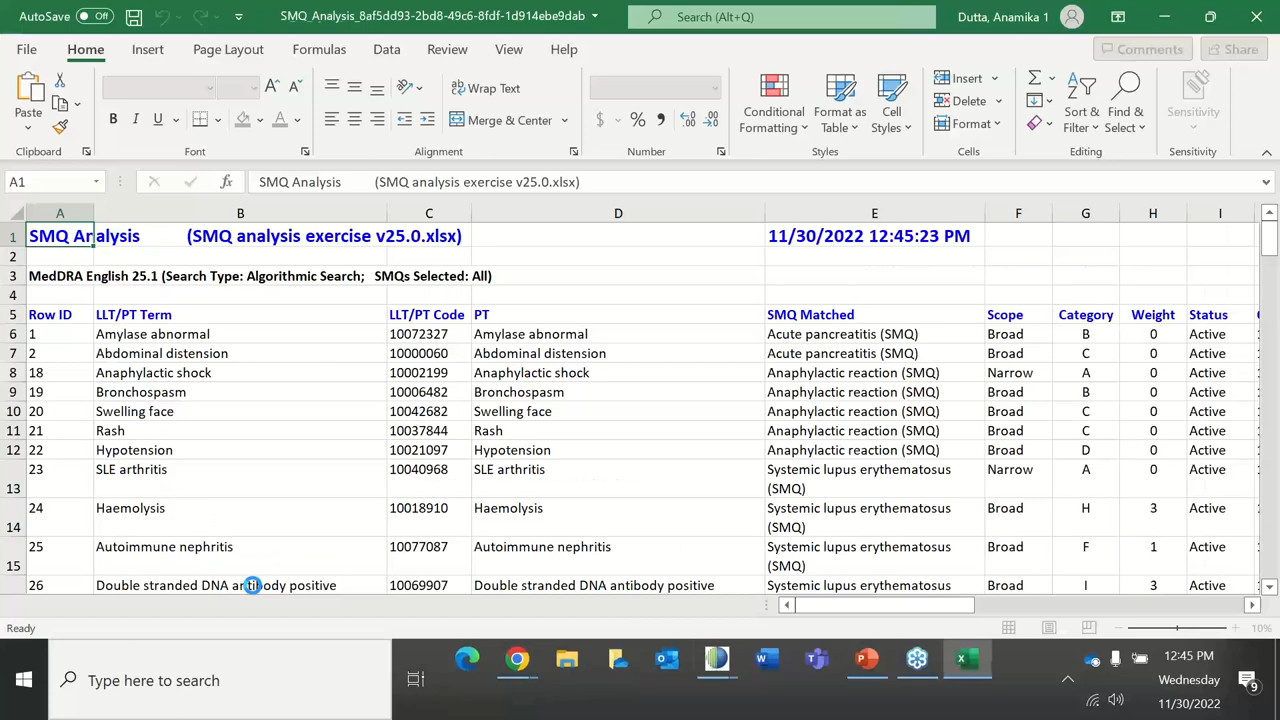 AutoSave Off SMQ_Analysis_8af5dd93-2bd8-49c6-8fdf-1d914ebe9dab Search (Alt+Q) Dutta, Anamika 1
File Home Insert Page Layout Formulas Data Review View Help Comments Share
Paste B I U Wrap Text Merge & Center $ % Conditional Formatting Format as Table Cell Styles Insert Delete Format Sort & Filter Find & Select Sensitivity
Clipboard Font Alignment Number Styles Cells Editing Sensitivity
A1 fx SMQ Analysis (SMQ analysis exercise v25.0.xlsx)
A B C D E F G H I
1 SMQ Analysis (SMQ analysis exercise v25.0.xlsx) 11/30/2022 12:45:23 PM
2
3 MedDRA English 25.1 (Search Type: Algorithmic Search; SMQs Selected: All)
4
5 Row ID LLT/PT Term LLT/PT Code PT SMQ Matched Scope Category Weight Status
6 1 Amylase abnormal 10072327 Amylase abnormal Acute pancreatitis (SMQ) Broad B 0 Active
7 2 Abdominal distension 10000060 Abdominal distension Acute pancreatitis (SMQ) Broad C 0 Active
8 18 Anaphylactic shock 10002199 Anaphylactic shock Anaphylactic reaction (SMQ) Narrow A 0 Active
9 19 Bronchospasm 10006482 Bronchospasm Anaphylactic reaction (SMQ) Broad B 0 Active
10 20 Swelling face 10042682 Swelling face Anaphylactic reaction (SMQ) Broad C 0 Active
11 21 Rash 10037844 Rash Anaphylactic reaction (SMQ) Broad C 0 Active
12 22 Hypotension 10021097 Hypotension Anaphylactic reaction (SMQ) Broad D 0 Active
23 SLE arthritis 10040968 SLE arthritis Systemic lupus erythematosus Narrow A 0 Active
13 (SMQ)
24 Haemolysis 10018910 Haemolysis Systemic lupus erythematosus Broad H 3 Active
14 (SMQ)
25 Autoimmune nephritis 10077087 Autoimmune nephritis Systemic lupus erythematosus Broad F 1 Active
15 (SMQ)
26 Double stranded DNA antibody positive 10069907 Double stranded DNA antibody positive Systemic lupus erythematosus Broad I 3 Active
Ready 10%
Type here to search 12:45 PM
Wednesday 9
11/30/2022